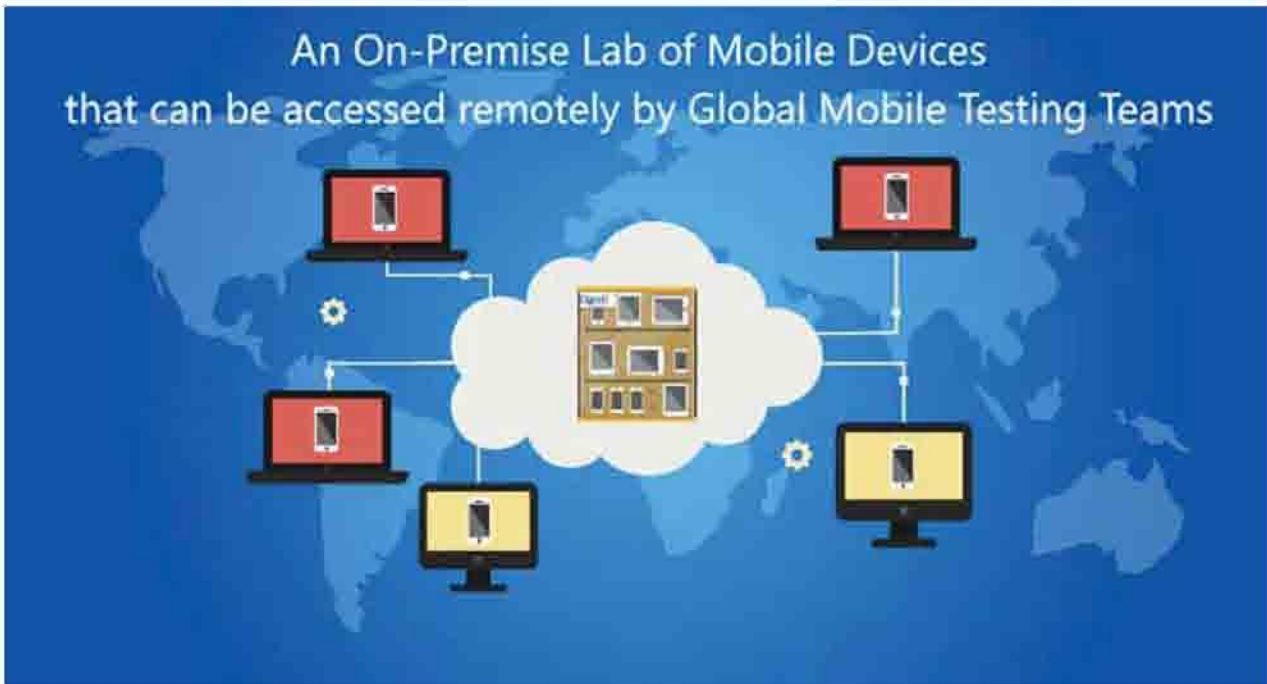 An On-Premise Lab of Mobile Devices
that can be accessed remotely by Global Mobile Testing Teams